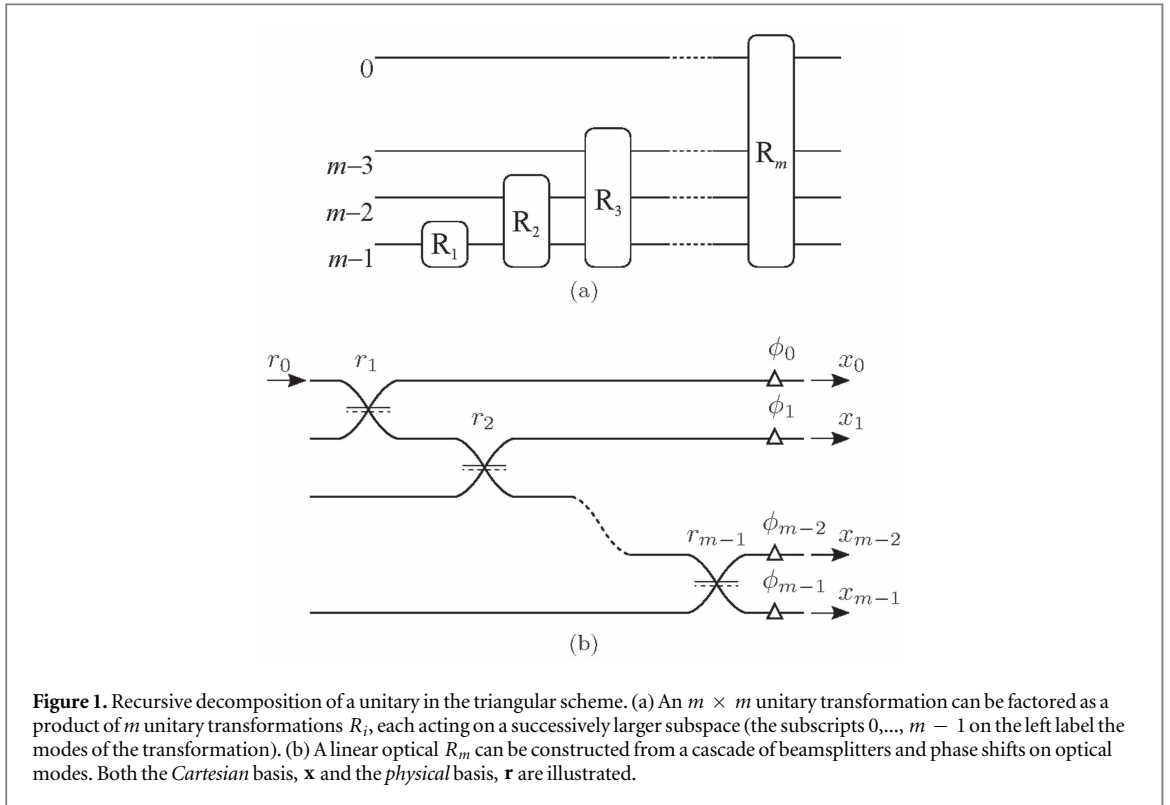 0
m−3
m−2
m−1
R₁
R₂
R₃
Rₘ
(a)
r₀ r₁ r₂ rₘ₋₁
ϕ₀ x₀
ϕ₁ x₁
ϕₘ₋₂ xₘ₋₂
ϕₘ₋₁ xₘ₋₁
(b)
Figure 1. Recursive decomposition of a unitary in the triangular scheme. (a) An m × m unitary transformation can be factored as a
product of m unitary transformations Rᵢ, each acting on a successively larger subspace (the subscripts 0,..., m − 1 on the left label the
modes of the transformation). (b) A linear optical Rₘ can be constructed from a cascade of beamsplitters and phase shifts on optical
modes. Both the Cartesian basis, x and the physical basis, r are illustrated.